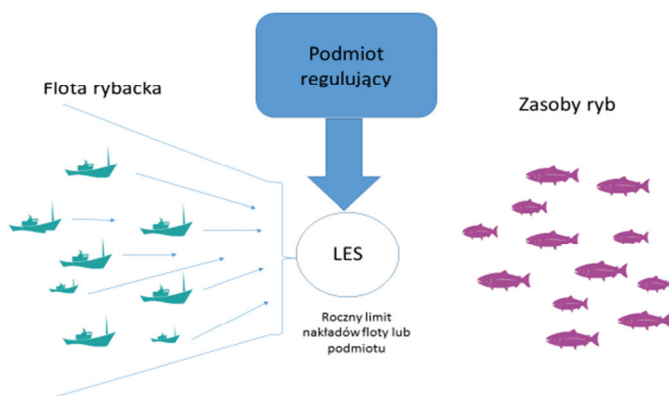 Podmiot
regulujący
Flota rybacka
Zasoby ryb
LES
Roczny limit
nakładów floty lub
podmiotu